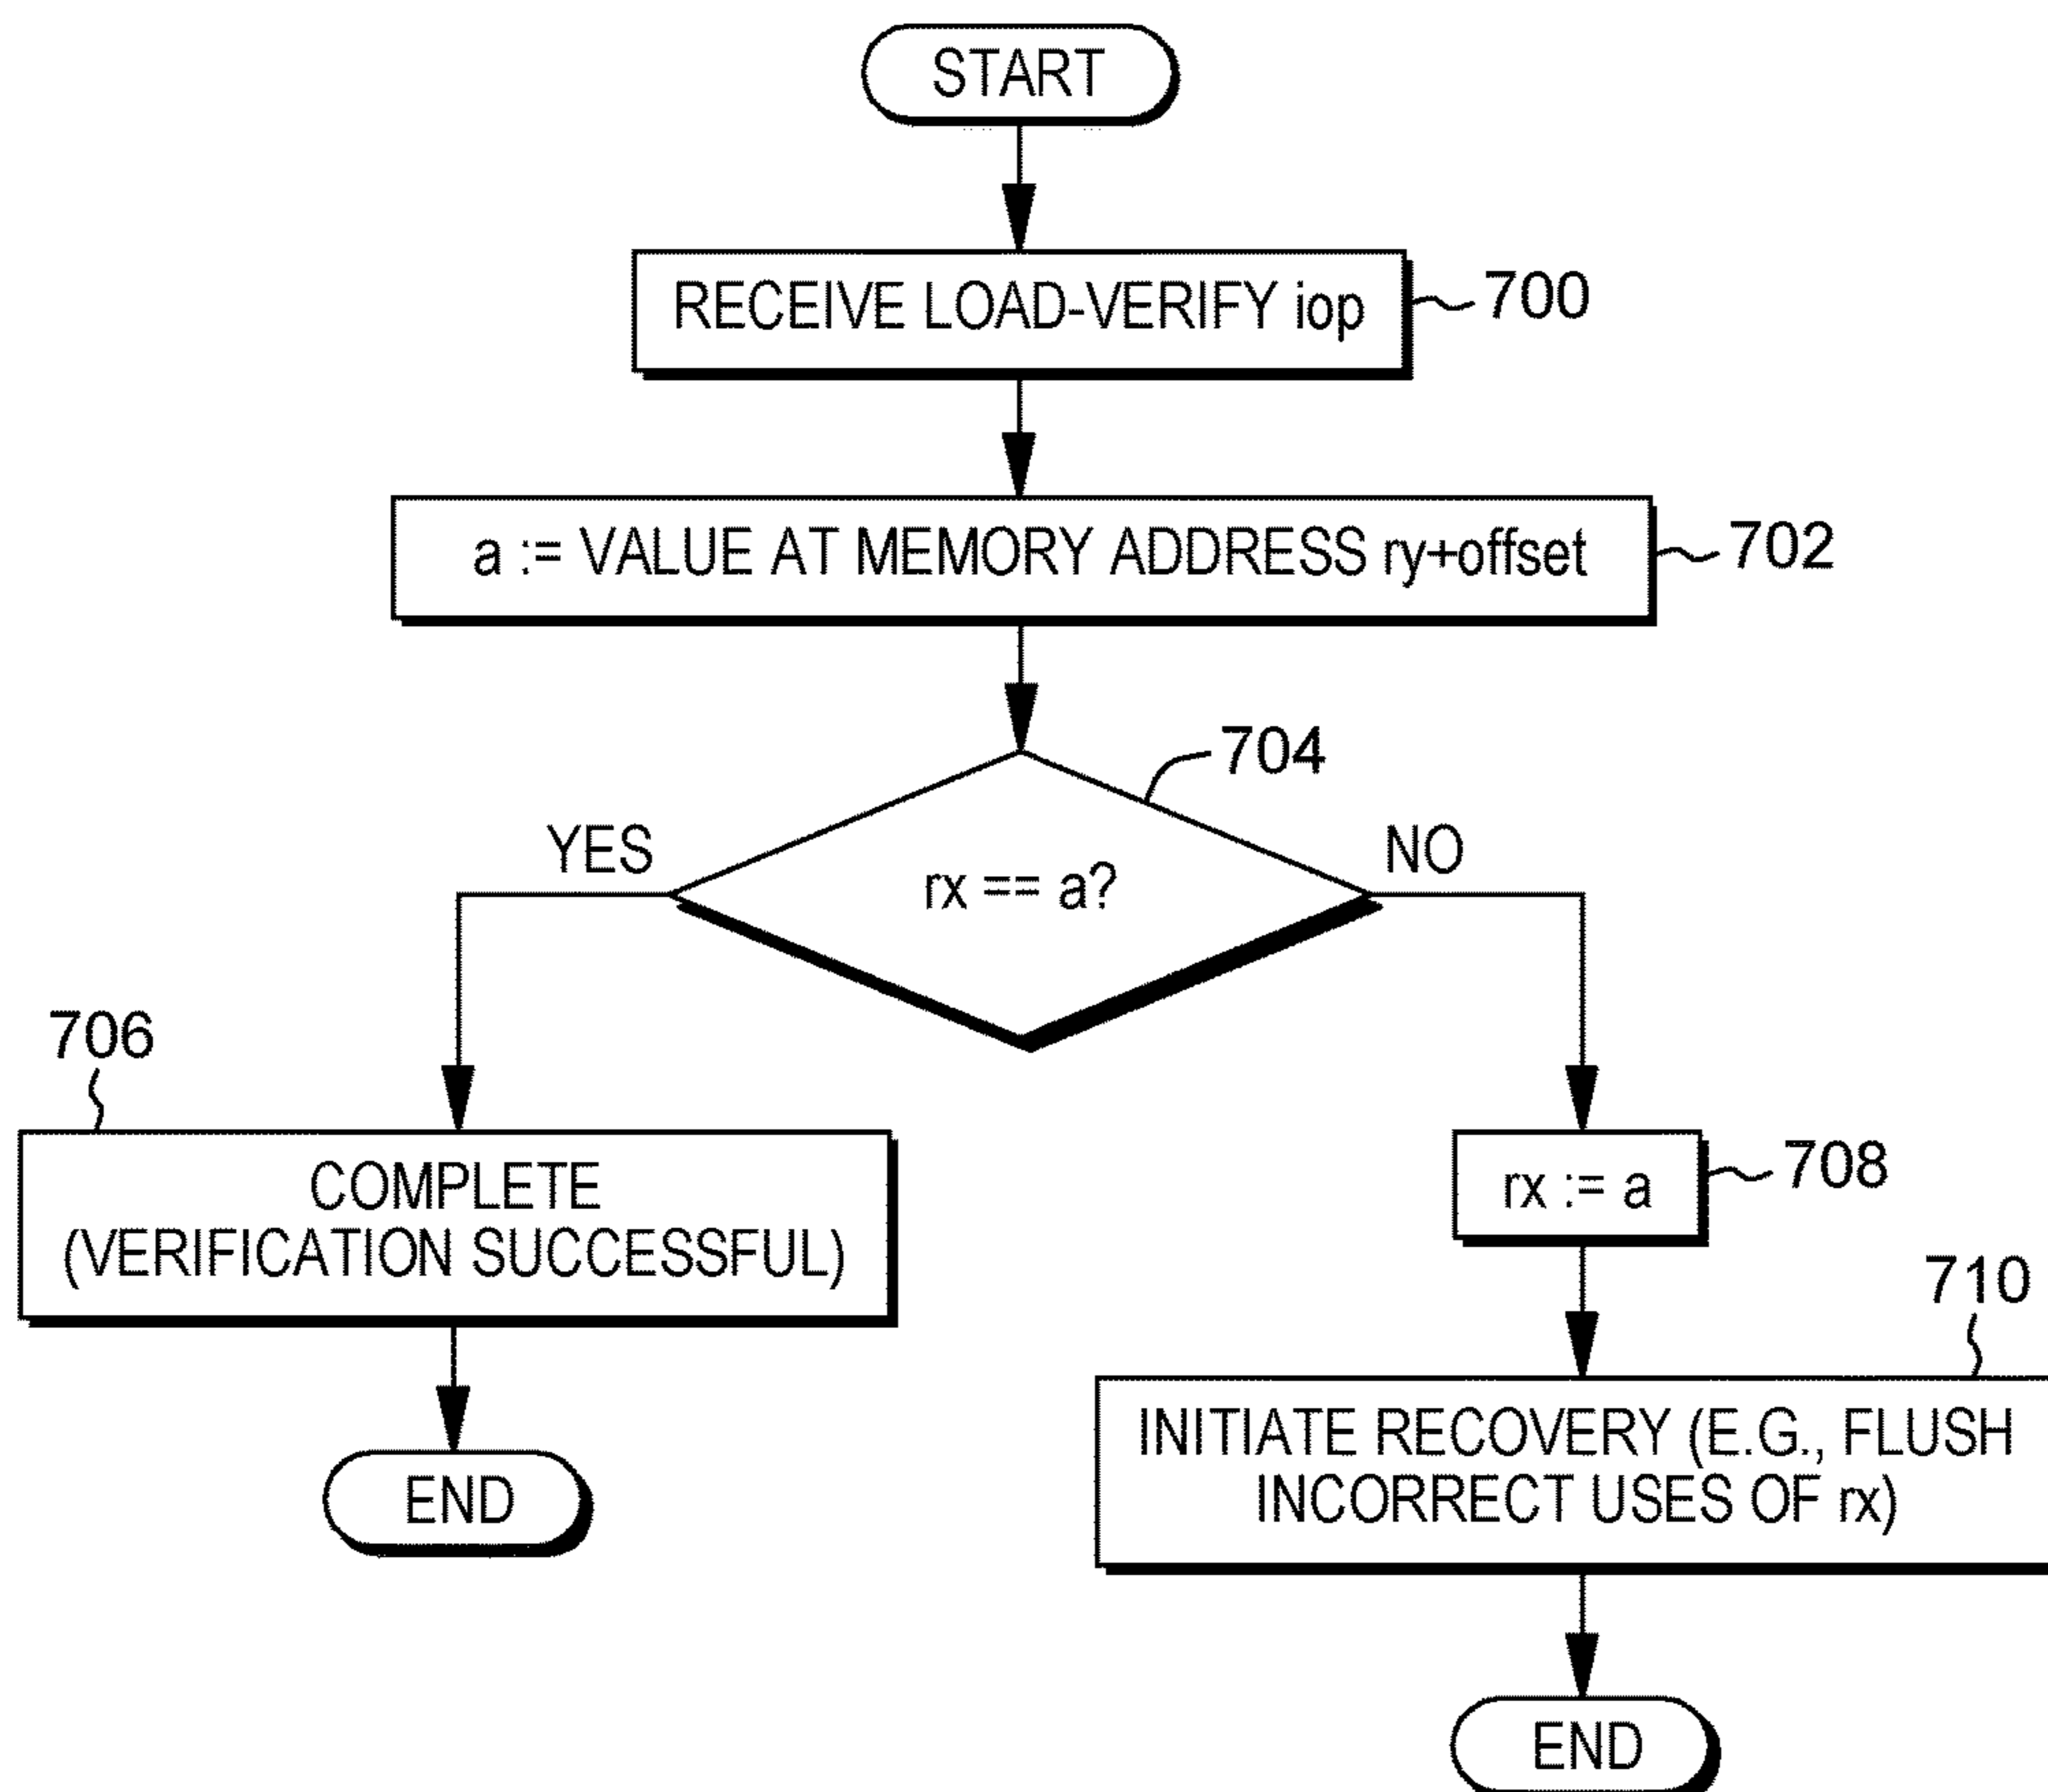 START
RECEIVE LOAD-VERIFY iop
700
a := VALUE AT MEMORY ADDRESS ry+offset
702
704
YES
NO
rx == a?
706
COMPLETE
(VERIFICATION SUCCESSFUL)
rx := a
708
710
INITIATE RECOVERY (E.G., FLUSH
INCORRECT USES OF rx)
END
END